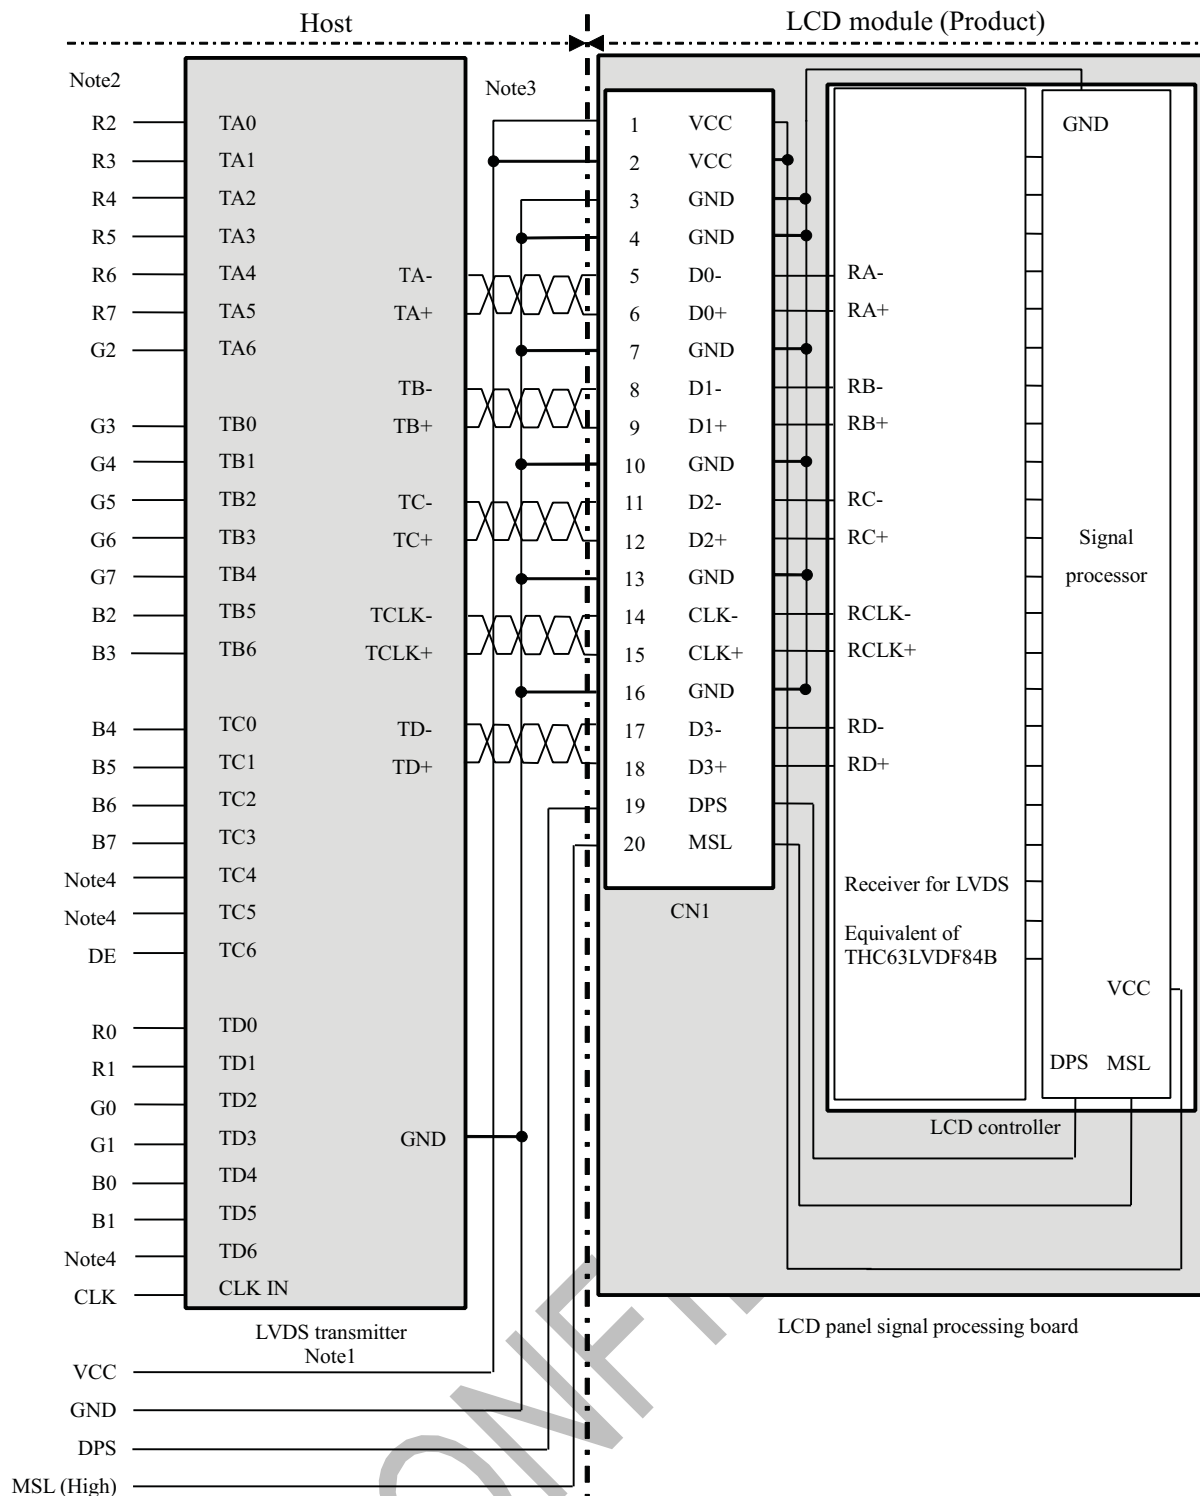 Host
LCD module (Product)
Note2
Note3
R2 TA0
R3 TA1
R4 TA2
R5 TA3
R6 TA4 TA-
R7 TA5 TA+
G2 TA6
TB-
G3 TB0 TB+
G4 TB1
G5 TB2 TC-
G6 TB3 TC+
G7 TB4
B2 TB5 TCLK-
B3 TB6 TCLK+
B4 TC0 TD-
B5 TC1 TD+
B6 TC2
B7 TC3
Note4 TC4
Note4 TC5
DE TC6
R0 TD0
R1 TD1
G0 TD2
G1 TD3 GND
B0 TD4
B1 TD5
Note4 TD6
CLK CLK IN
LVDS transmitter
Note1
VCC
GND
DPS
MSL (High)
1 VCC
2 VCC
3 GND
4 GND
5 D0-
6 D0+
7 GND
8 D1-
9 D1+
10 GND
11 D2-
12 D2+
13 GND
14 CLK-
15 CLK+
16 GND
17 D3-
18 D3+
19 DPS
20 MSL
CN1
RA-
RA+
RB-
RB+
RC-
RC+
RCLK-
RCLK+
RD-
RD+
Receiver for LVDS
Equivalent of
THC63LVDF84B
GND
Signal
processor
VCC
DPS MSL
LCD controller
LCD panel signal processing board